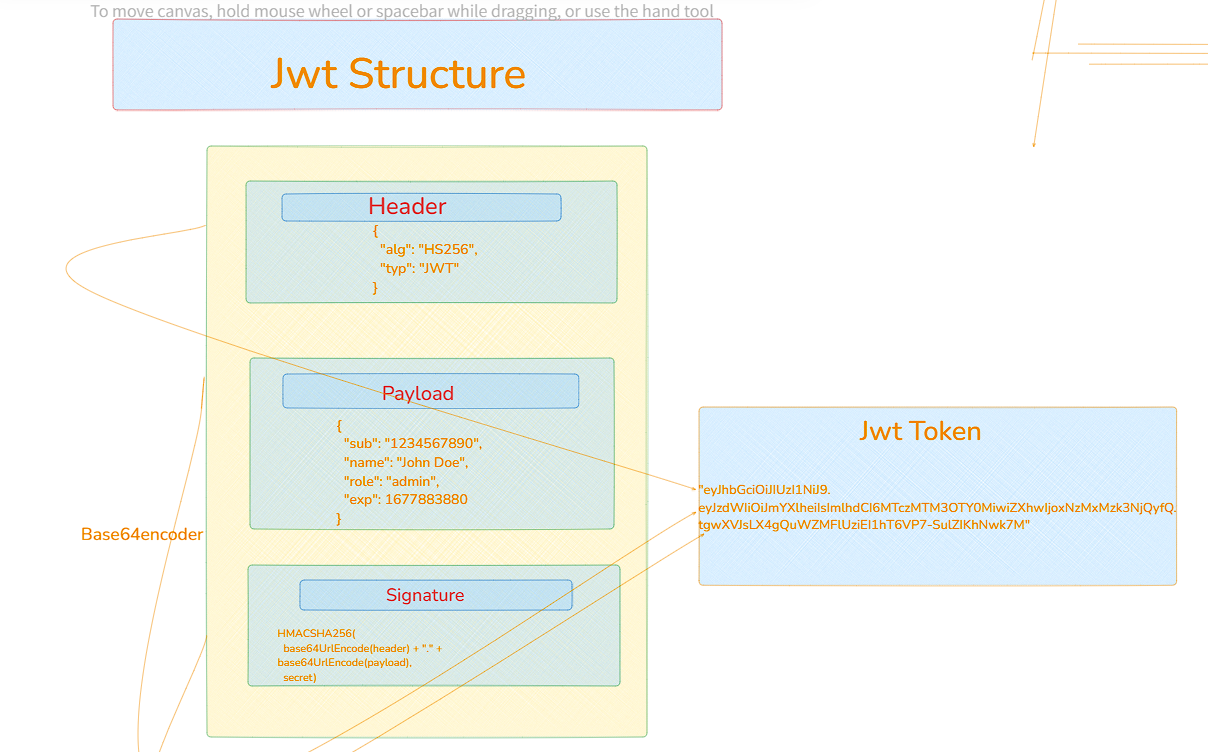 To move canvas, hold mouse wheel or spacebar while dragging, or use the hand tool
Jwt Structure
Header
{
"alg": "HS256",
"typ": "JWT"
}
Payload
{
"sub": "1234567890",
"name": "John Doe",
"role": "admin",
"exp": 1677883880
}
Base64encoder
Signature
HMACSHA256(
base64UrlEncode(header) + "." +
base64UrlEncode(payload),
secret)
Jwt Token
"eyJhbGciOiJIUzI1NiJ9.
eyJzdWIiOiJmYXlheiIsImlhdCI6MTczMTM3OTY0MiwiZXhwIjoxNzMxMzk3NjQyfQ.
tgwXVJsLX4gQuWZMFlUziEI1hT6VP7-SulZIKhNwk7M"